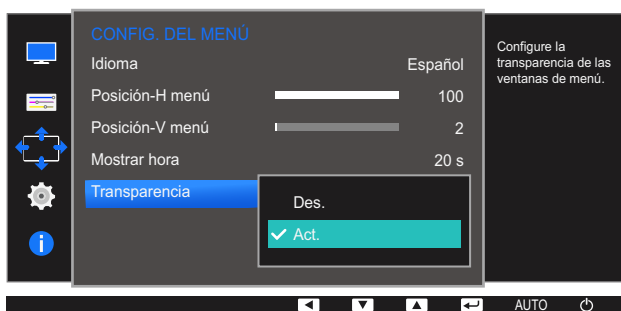 CONFIG. DEL MENÚ
Idioma Español
Posición-H menú 100
Posición-V menú 2
Mostrar hora 20 s
Transparencia
Des.
Act.
Configure la
transparencia de las
ventanas de menú.
AUTO